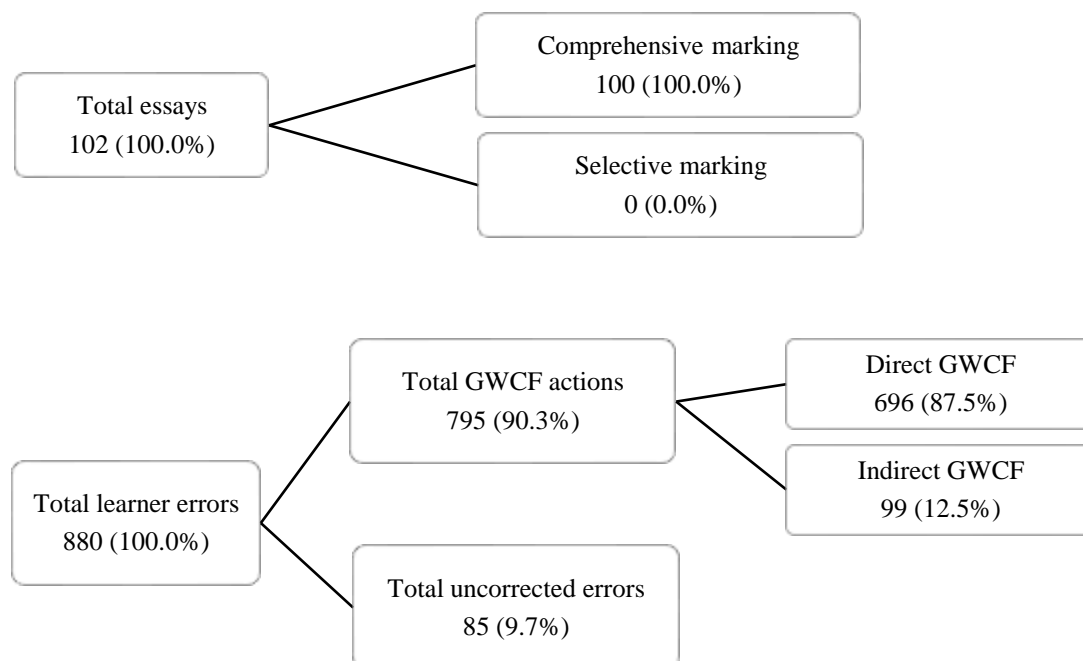 Total essays
102 (100.0%)
Comprehensive marking
100 (100.0%)
Selective marking
0 (0.0%)
Total learner errors
880 (100.0%)
Total GWCF actions
795 (90.3%)
Total uncorrected errors
85 (9.7%)
Direct GWCF
696 (87.5%)
Indirect GWCF
99 (12.5%)